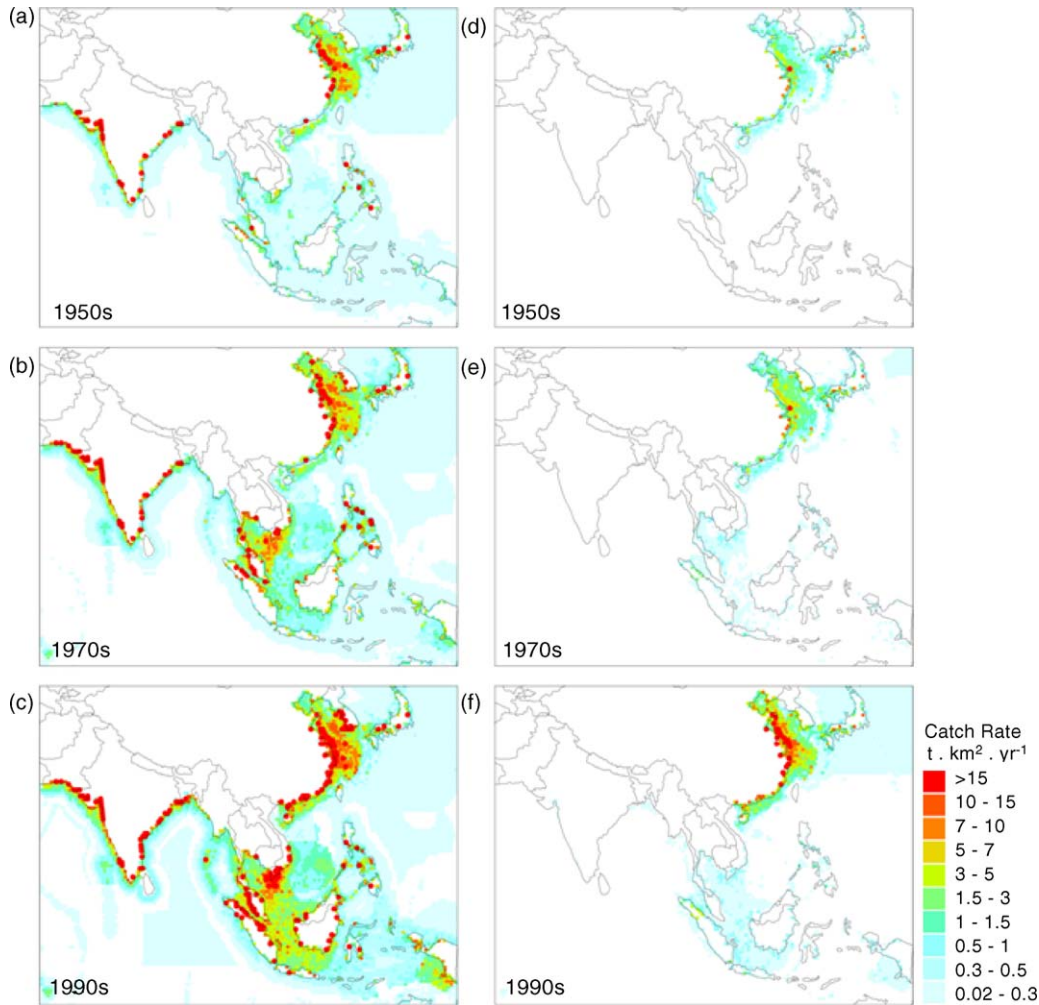 (a)
1950s
(d)
1950s
(b)
1970s
(e)
1970s
(c)
1990s
(f)
1990s
Catch Rate
t . km² . yr⁻¹
>15
10 - 15
7 - 10
5 - 7
3 - 5
1.5 - 3
1 - 1.5
0.5 - 1
0.3 - 0.5
0.02 - 0.3